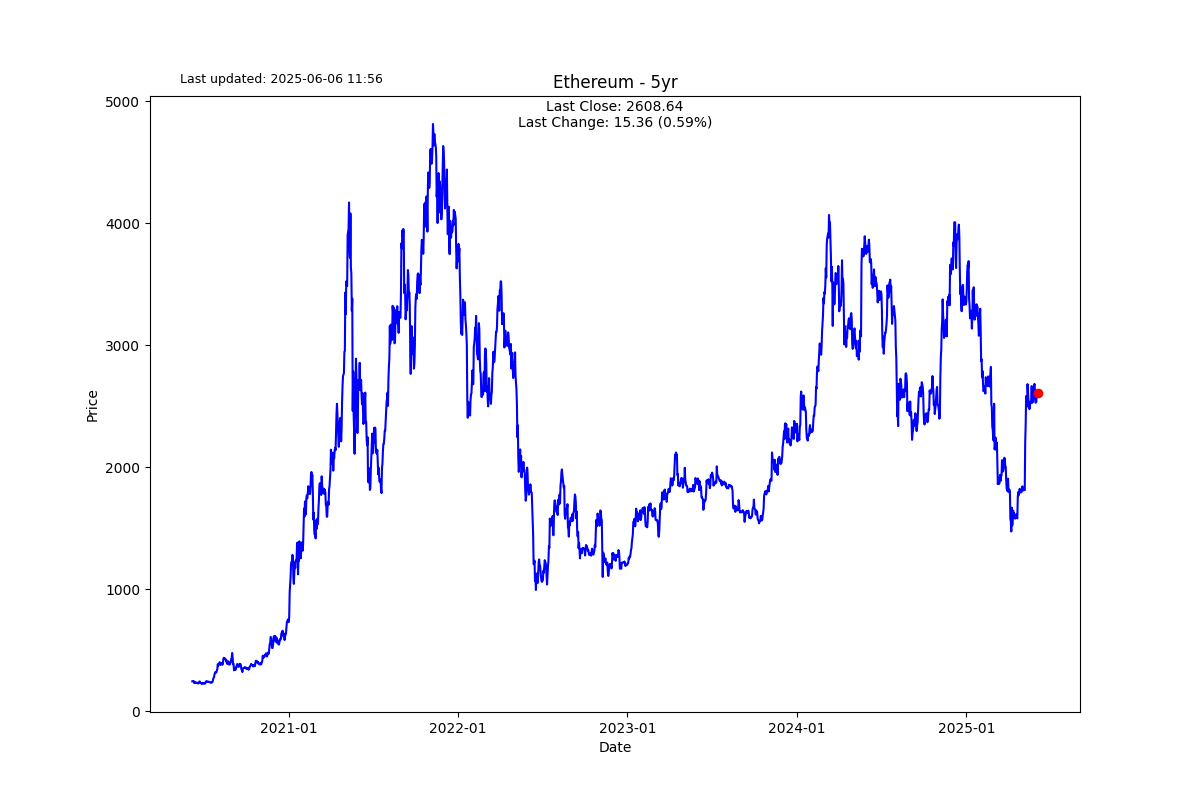 Last updated: 2025-06-06 11:56
Ethereum - 5yr
Last Close: 2608.64
Last Change: 15.36 (0.59%)
5000
4000
3000
2000
1000
0
Price
2021-01
2022-01
2023-01
2024-01
2025-01
Date